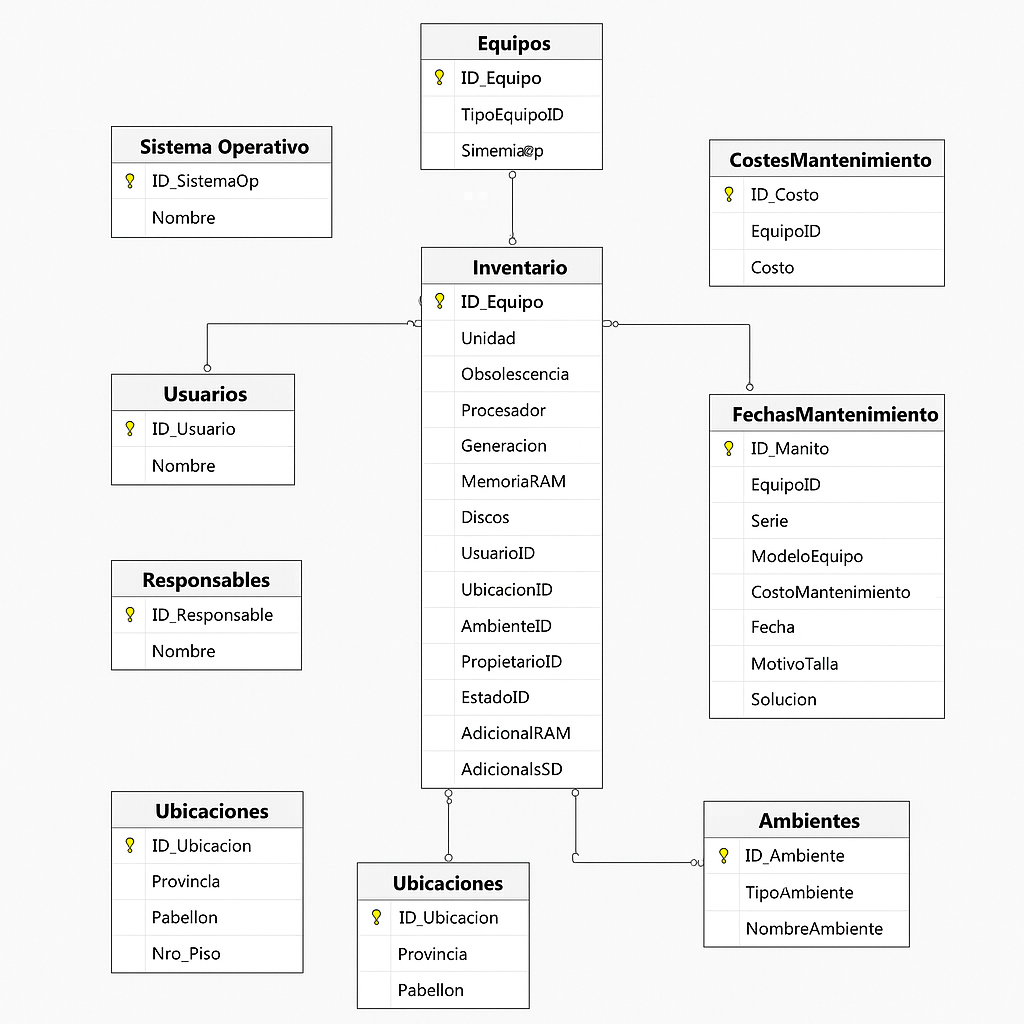 Equipos
ID_Equipo
TipoEquipoID
Simemia@p
Sistema Operativo
ID_SistemaOp
Nombre
CostesMantenimiento
ID_Costo
EquipoID
Costo
Inventario
ID_Equipo
Unidad
Obsolescencia
Procesador
Generacion
MemoriaRAM
Discos
UsuarioID
UbicacionID
AmbienteID
PropietarioID
EstadoID
AdicionalRAM
AdicionalsSD
Usuarios
ID_Usuario
Nombre
FechasMantenimiento
ID_Manito
EquipoID
Serie
ModeloEquipo
CostoMantenimiento
Fecha
MotivoTalla
Solucion
Responsables
ID_Responsable
Nombre
Ubicaciones
ID_Ubicacion
Provincla
Pabellon
Nro_Piso
Ubicaciones
ID_Ubicacion
Provincia
Pabellon
Ambientes
ID_Ambiente
TipoAmbiente
NombreAmbiente